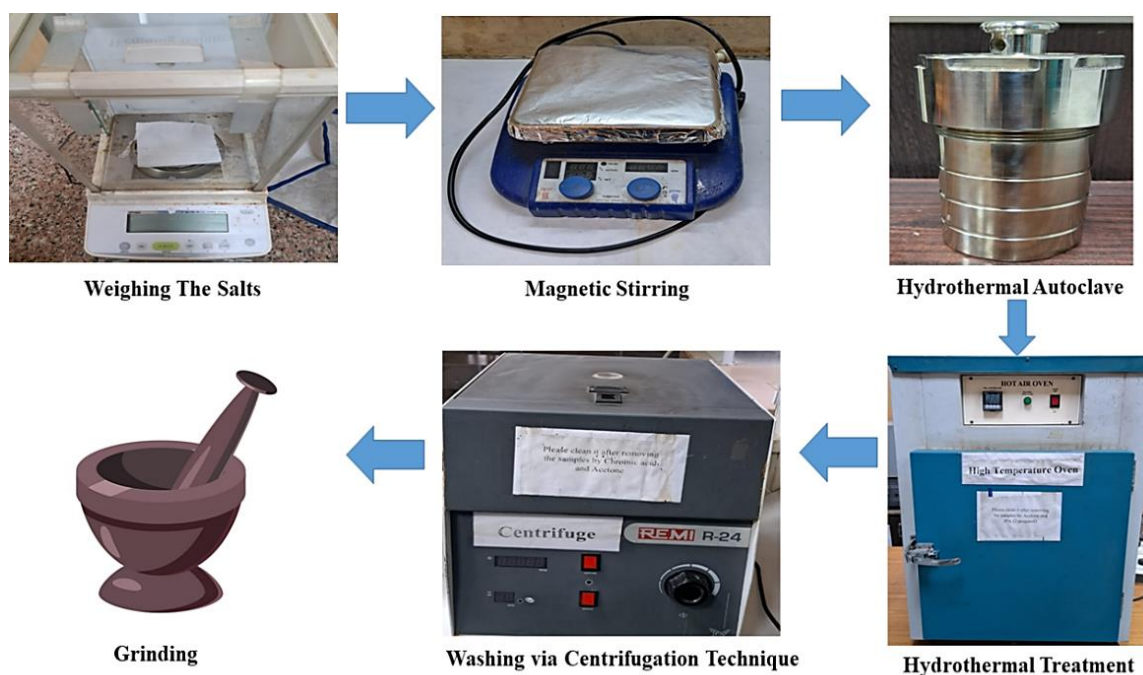 Weighing The Salts
Magnetic Stirring
Hydrothermal Autoclave
HOT AIR OVEN
High Temperature Oven
Please clean it after removing
the samples by Chromic acids
and Acetone
Centrifuge
REMI R-24
Grinding
Washing via Centrifugation Technique
Hydrothermal Treatment